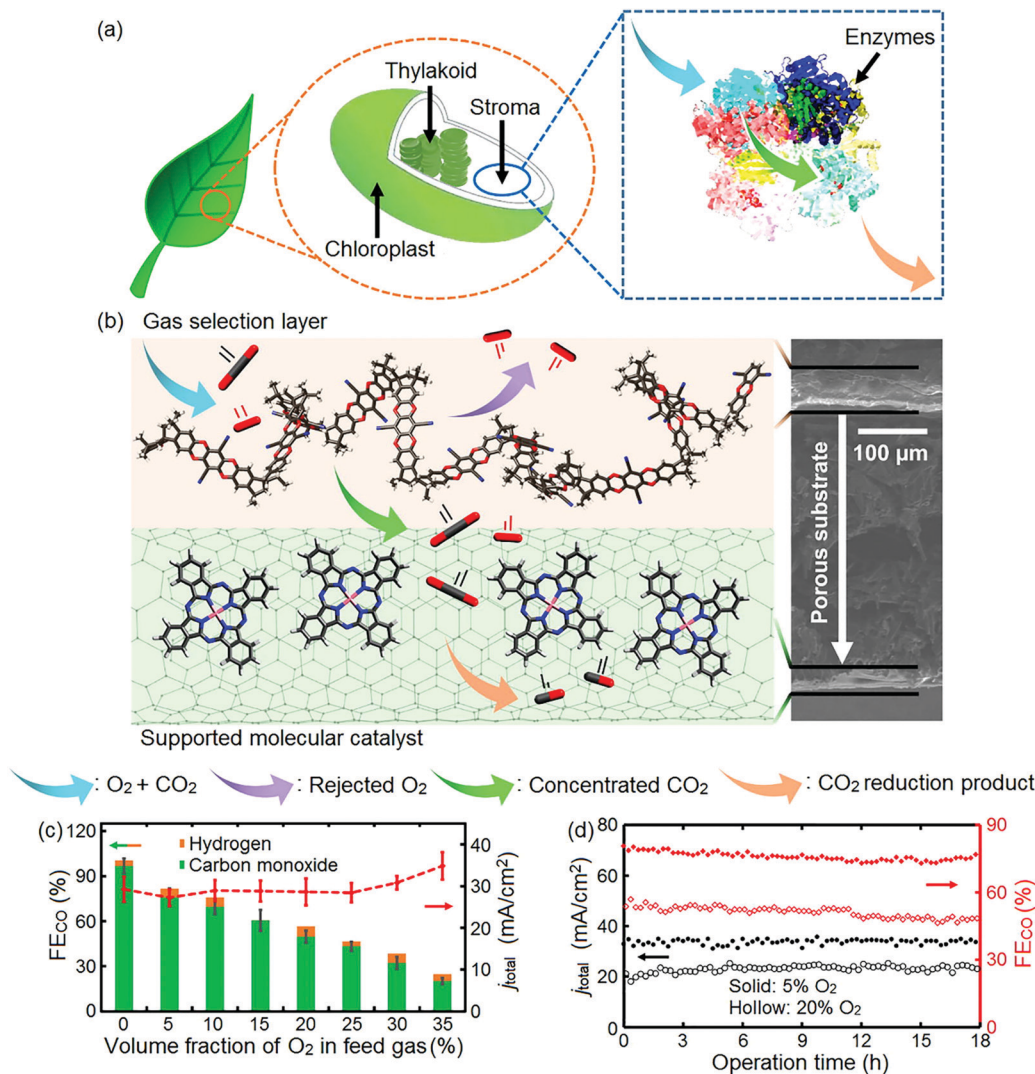 (a)
Thylakoid
Stroma
Chloroplast
Enzymes
(b)
Gas selection layer
100 µm
Porous substrate
Supported molecular catalyst
: O₂ + CO₂
: Rejected O₂
: Concentrated CO₂
: CO₂ reduction product
(c)
120
90
60
30
0
FECO (%)
Hydrogen
Carbon monoxide
40
30
20
10
0
jtotal (mA/cm²)
0 5 10 15 20 25 30 35
Volume fraction of O₂ in feed gas (%)
(d)
80
60
40
20
0
jtotal (mA/cm²)
Solid: 5% O₂
Hollow: 20% O₂
90
60
30
0
FECO (%)
0 3 6 9 12 15 18
Operation time (h)